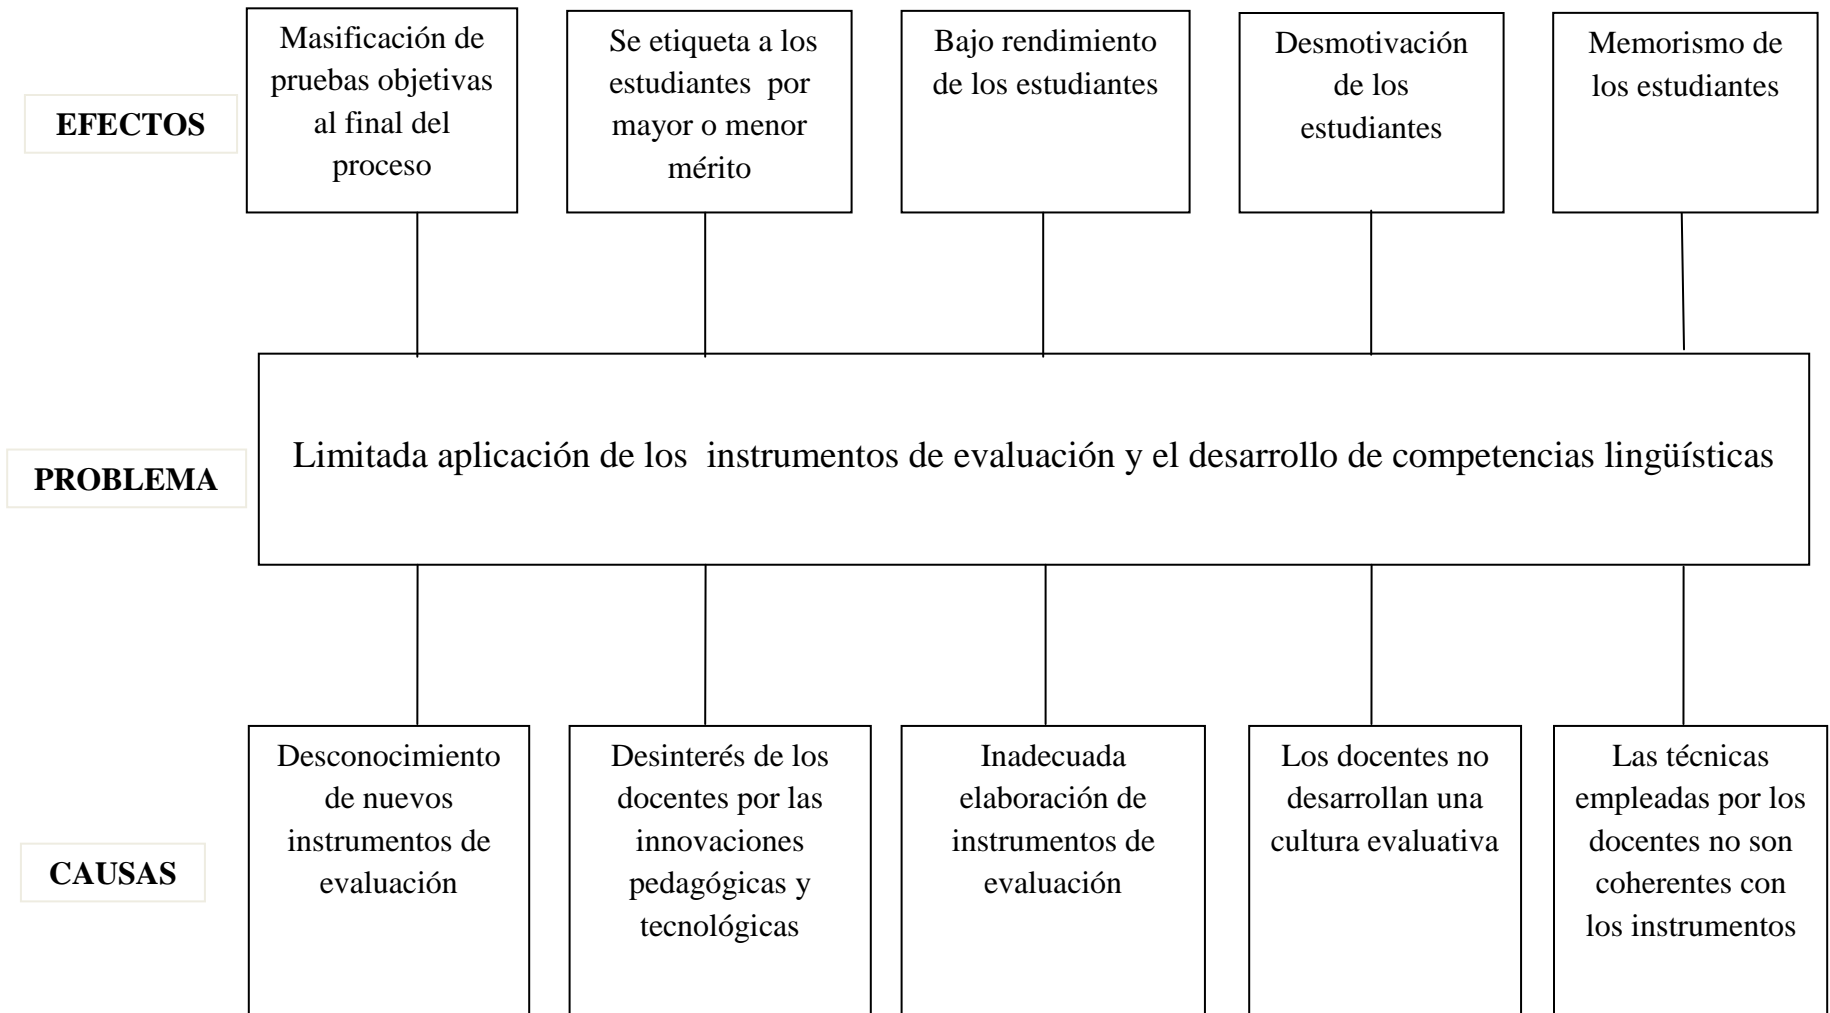 Masificación de
pruebas objetivas
al final del
proceso
Se etiqueta a los
estudiantes por
mayor o menor
mérito
Bajo rendimiento
de los estudiantes
Desmotivación
de los
estudiantes
Memorismo de
los estudiantes
EFECTOS
Limitada aplicación de los instrumentos de evaluación y el desarrollo de competencias lingüísticas
PROBLEMA
Desconocimiento
de nuevos
instrumentos de
evaluación
Desinterés de los
docentes por las
innovaciones
pedagógicas y
tecnológicas
Inadecuada
elaboración de
instrumentos de
evaluación
Los docentes no
desarrollan una
cultura evaluativa
Las técnicas
empleadas por los
docentes no son
coherentes con
los instrumentos
CAUSAS